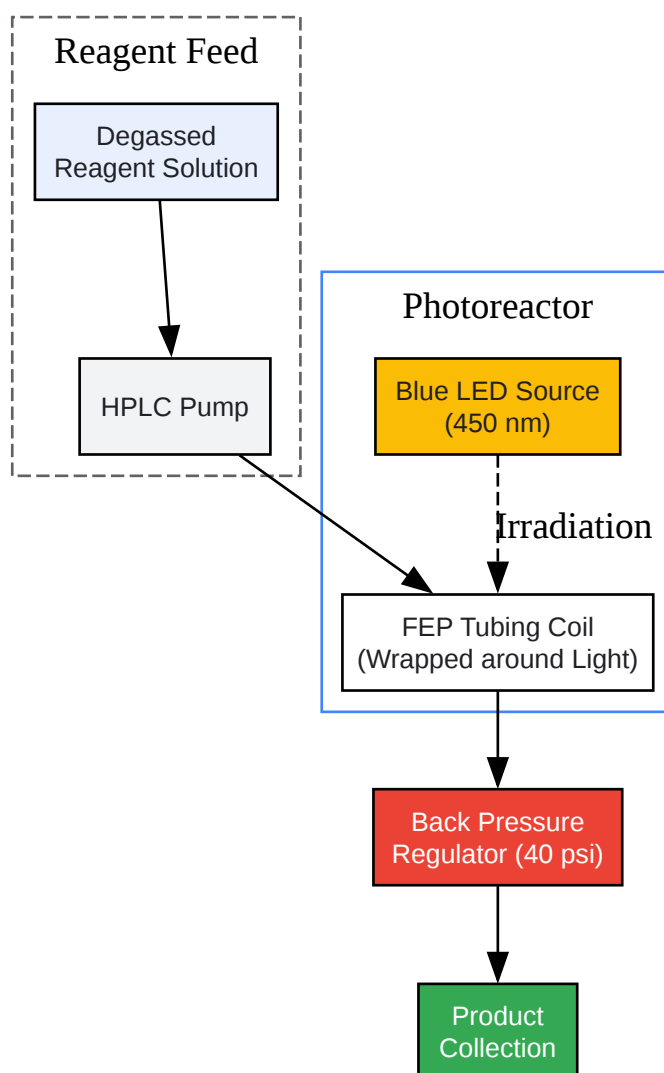 Reagent Feed
Degassed
Reagent Solution
HPLC Pump
Photoreactor
Blue LED Source
(450 nm)
Irradiation
FEP Tubing Coil
(Wrapped around Light)
Back Pressure
Regulator (40 psi)
Product
Collection